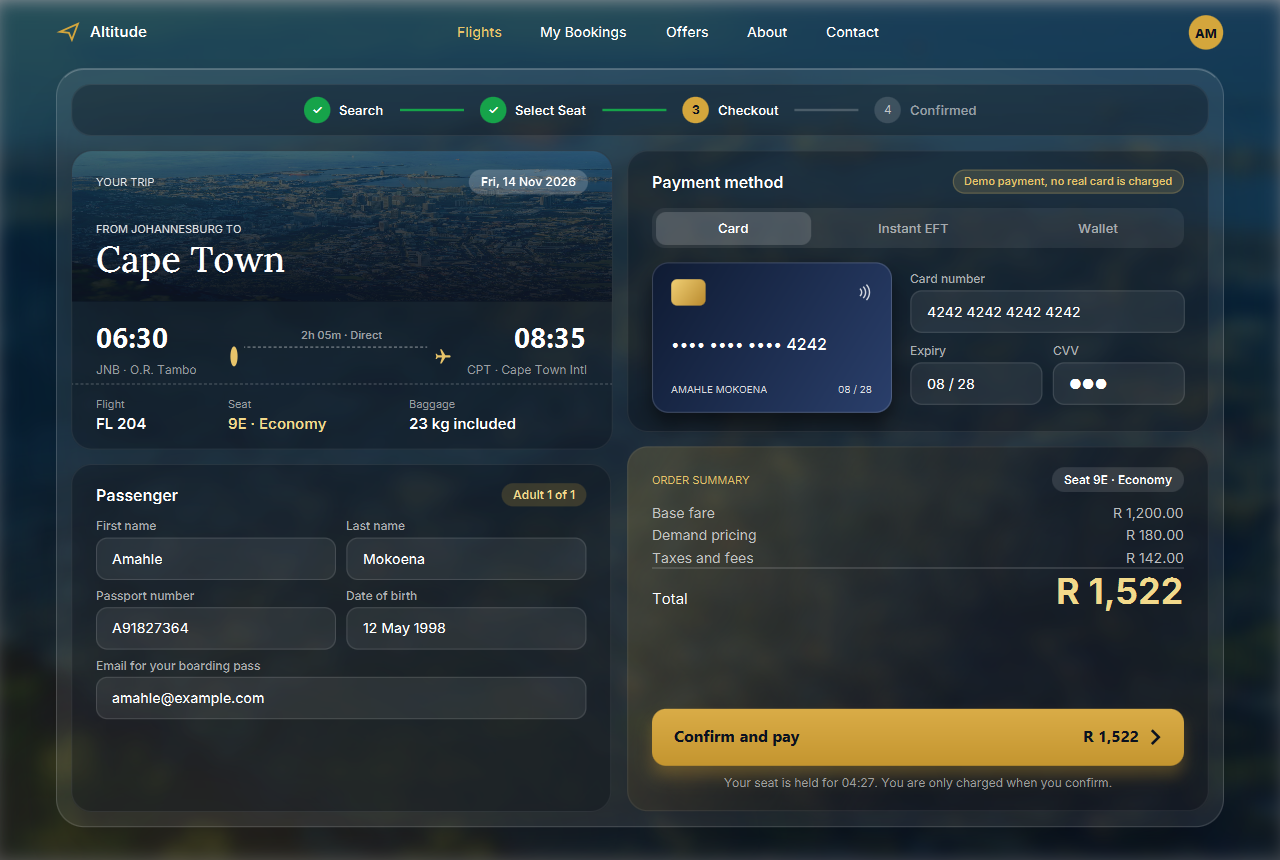 Altitude
Flights
My Bookings
Offers
About
Contact
AM
Search
Select Seat
3
Checkout
4
Confirmed
YOUR TRIP
Fri, 14 Nov 2026
FROM JOHANNESBURG TO
Cape Town
06:30
2h 05m · Direct
08:35
JNB · O.R. Tambo
CPT · Cape Town Intl
Flight
Seat
Baggage
FL 204
9E · Economy
23 kg included
Passenger
Adult 1 of 1
First name
Last name
Amahle
Mokoena
Passport number
Date of birth
A91827364
12 May 1998
Email for your boarding pass
amahle@example.com
Payment method
Demo payment, no real card is charged
Card
Instant EFT
Wallet
•••• •••• •••• 4242
AMAHLE MOKOENA
08 / 28
Card number
4242 4242 4242 4242
Expiry
CVV
08 / 28
●●●
ORDER SUMMARY
Seat 9E · Economy
Base fare
R 1,200.00
Demand pricing
R 180.00
Taxes and fees
R 142.00
Total
R 1,522
Confirm and pay
R 1,522
Your seat is held for 04:27. You are only charged when you confirm.